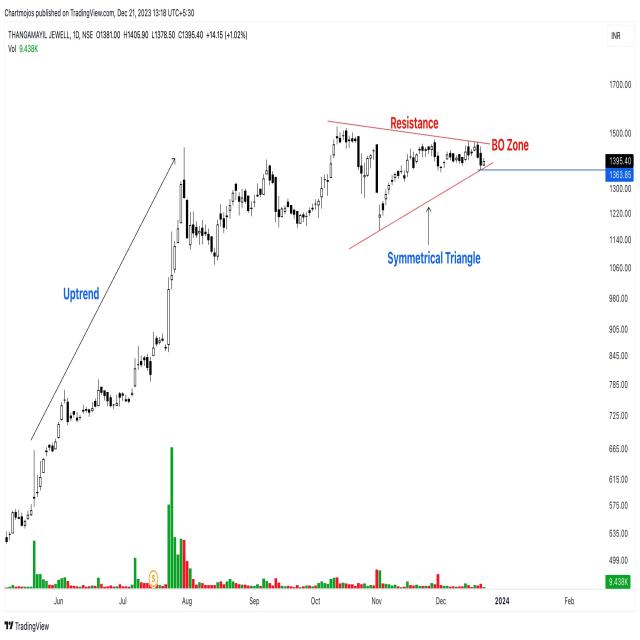 Chartmojos published on TradingView.com, Dec 21, 2023 13:18 UTC+5:30
THANGAMAYIL JEWELL, 1D, NSE O1381.00 H1405.90 L1378.50 C1395.40 +14.15 (+1.02%)
INR
Vol 9.438K
1700.00
Resistance
1500.00
BO Zone
1395.40
1363.85
1300.00
1220.00
1140.00
Symmetrical Triangle
1060.00
Uptrend
980.00
900.00
845.00
785.00
725.00
665.00
615.00
575.00
535.00
499.00
S
9.438K
Jun Jul Aug Sep Oct Nov Dec 2024 Feb
TradingView